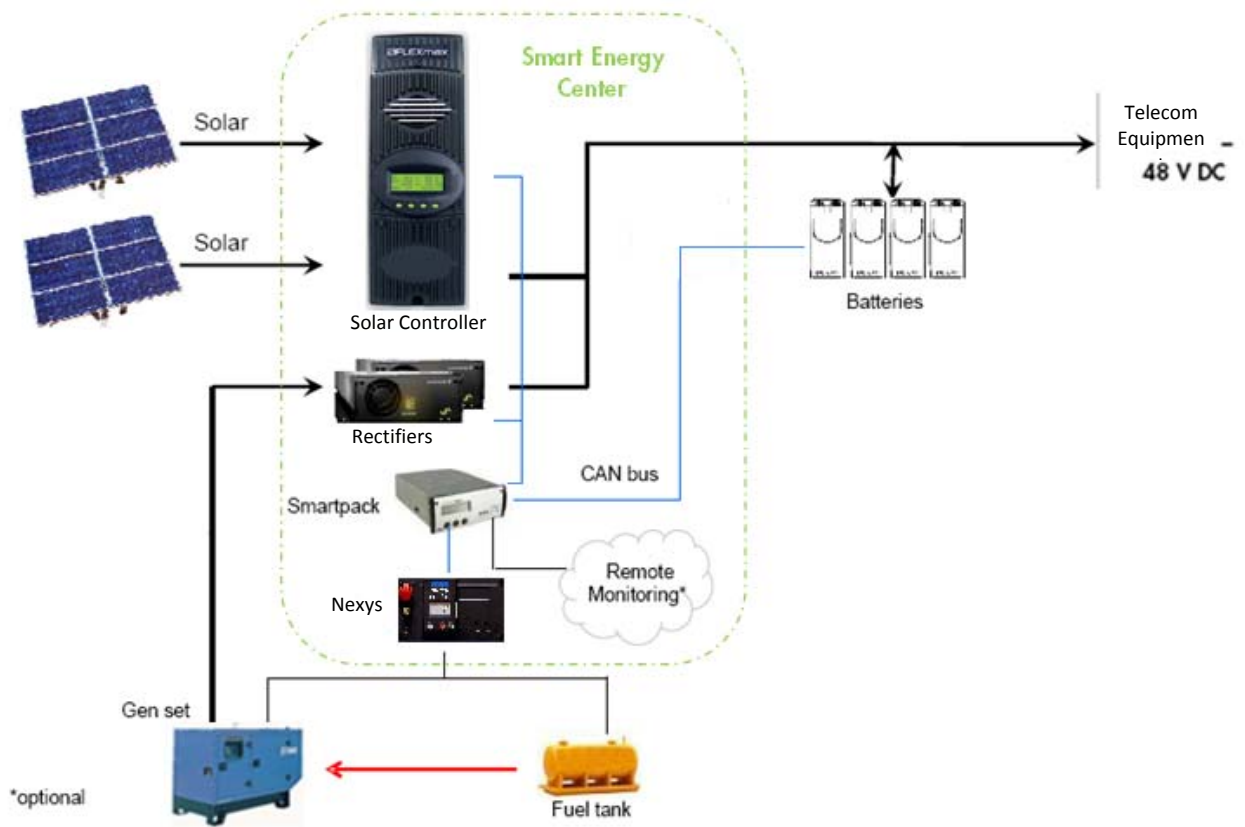 FLEXmax
Smart Energy
Center
Solar
Solar
Telecom
Equipmen
48 V DC
Batteries
Solar Controller
Rectifiers
CAN bus
Smartpack
Remote
Monitoring*
Nexys
Gen set
*optional
Fuel tank